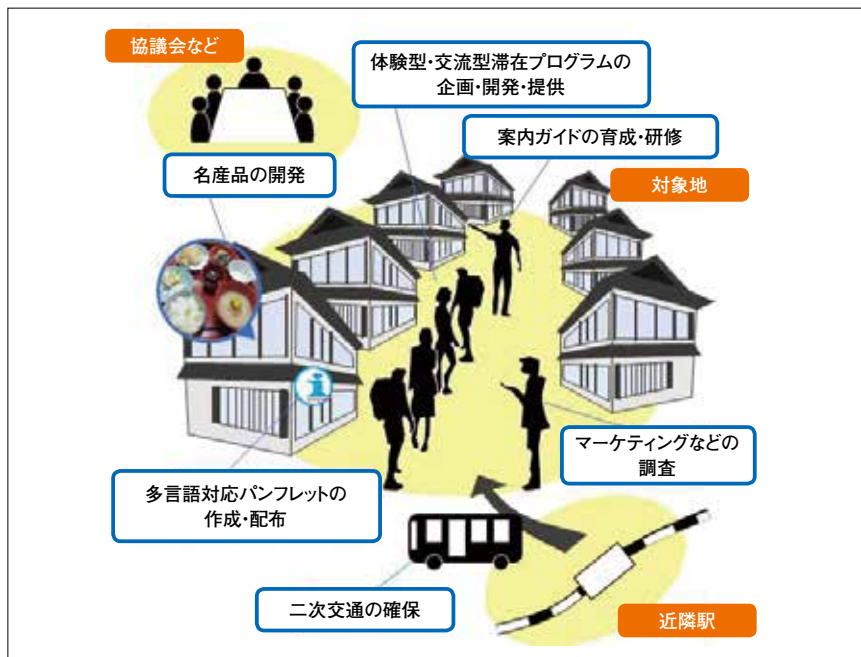 協議会など
体験型・交流型滞在プログラムの
企画・開発・提供
案内ガイドの育成・研修
名産品の開発
対象地
マーケティングなどの
調査
多言語対応パンフレットの
作成・配布
二次交通の確保
近隣駅